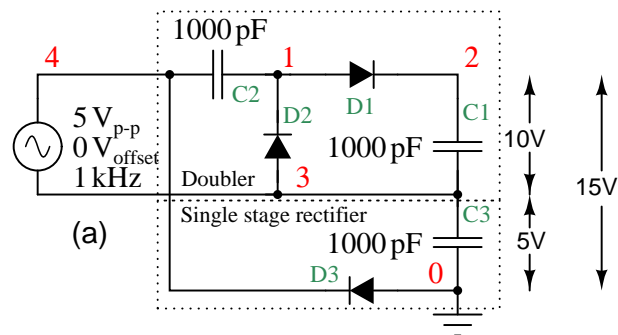 1000 pF
4
1
2
C2
D1
C1
D2
5 Vp-p
0 Voffset
1 kHz
1000 pF
10V
15V
Doubler
3
Single stage rectifier
(a)
C3
1000 pF
5V
D3
0